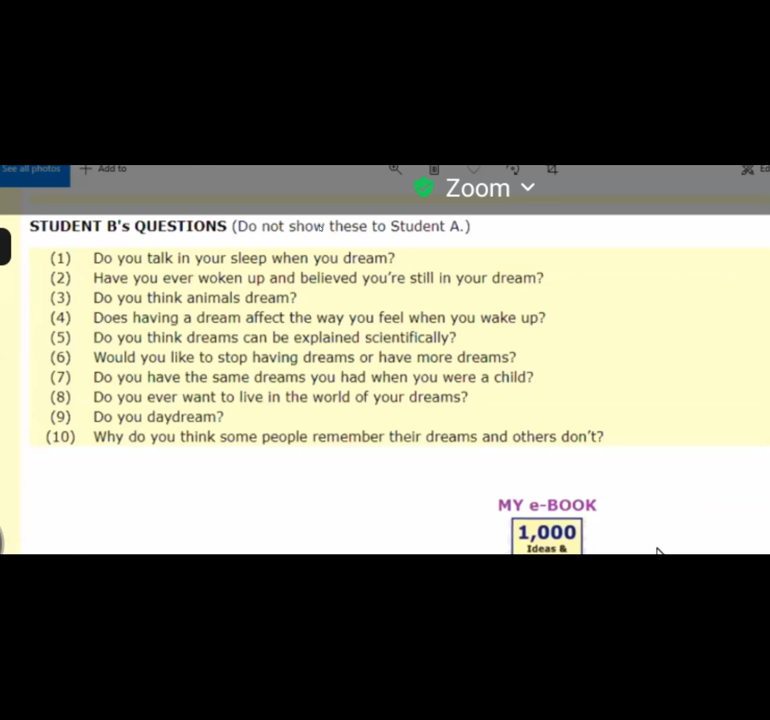 See all photos + Add to
Zoom
STUDENT B's QUESTIONS (Do not show these to Student A.)
(1) Do you talk in your sleep when you dream?
(2) Have you ever woken up and believed you're still in your dream?
(3) Do you think animals dream?
(4) Does having a dream affect the way you feel when you wake up?
(5) Do you think dreams can be explained scientifically?
(6) Would you like to stop having dreams or have more dreams?
(7) Do you have the same dreams you had when you were a child?
(8) Do you ever want to live in the world of your dreams?
(9) Do you daydream?
(10) Why do you think some people remember their dreams and others don't?
MY e-BOOK
1,000
Ideas &